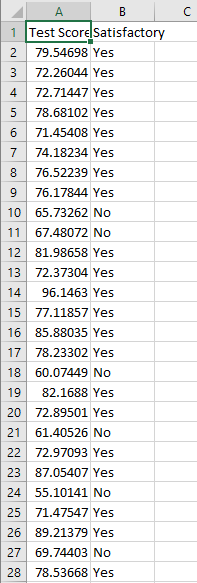 A B C
1 Test Score Satisfactory
2 79.54698 Yes
3 72.26044 Yes
4 72.71447 Yes
5 78.68102 Yes
6 71.45408 Yes
7 74.18234 Yes
8 76.52239 Yes
9 76.17844 Yes
10 65.73262 No
11 67.48072 No
12 81.98658 Yes
13 72.37304 Yes
14 96.1463 Yes
15 77.11857 Yes
16 85.88035 Yes
17 78.23302 Yes
18 60.07449 No
19 82.1688 Yes
20 72.89501 Yes
21 61.40526 No
22 72.97093 Yes
23 87.05407 Yes
24 55.10141 No
25 71.47547 Yes
26 89.21379 Yes
27 69.74403 No
28 78.53668 Yes